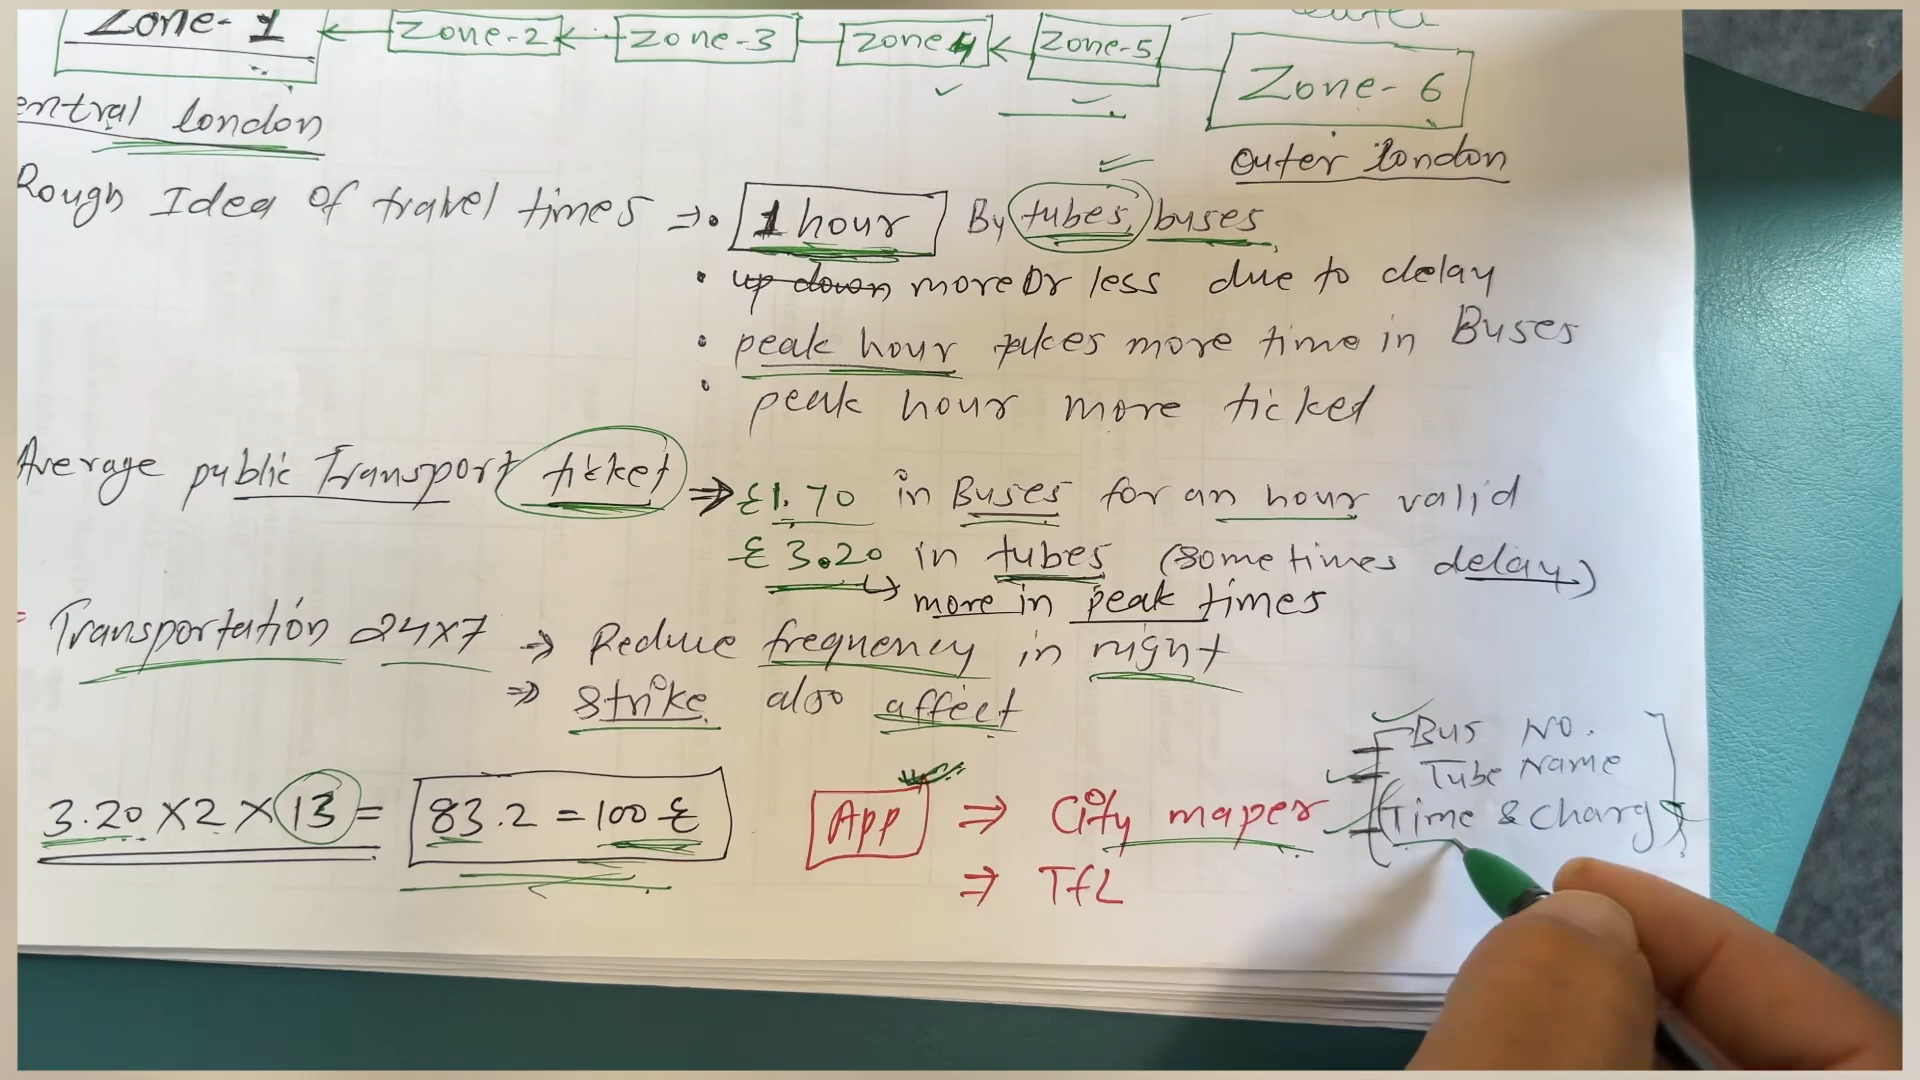 Zone-1 Zone-2 Zone-3 Zone 4 Zone-5 Zone-6
entral london
outer london
Rough Idea of travel times ⇒ • 1 hour By tubes, buses
• up down more or less due to delay
• peak hour takes more time in Buses
• peak hour more ticket
Average public Transport ticket ⇒ £1.70 in Buses for an hour valid
£3.20 in tubes (sometimes delay)
↳ more in peak times
= Transportation 24x7 → Reduce frequency in night
⇒ strike also affect
3.20 X2 X 13 = 83.2 = 100 £
App ⇒ City maper
⇒ TfL
Bus No.
Tube Name
Time & charg